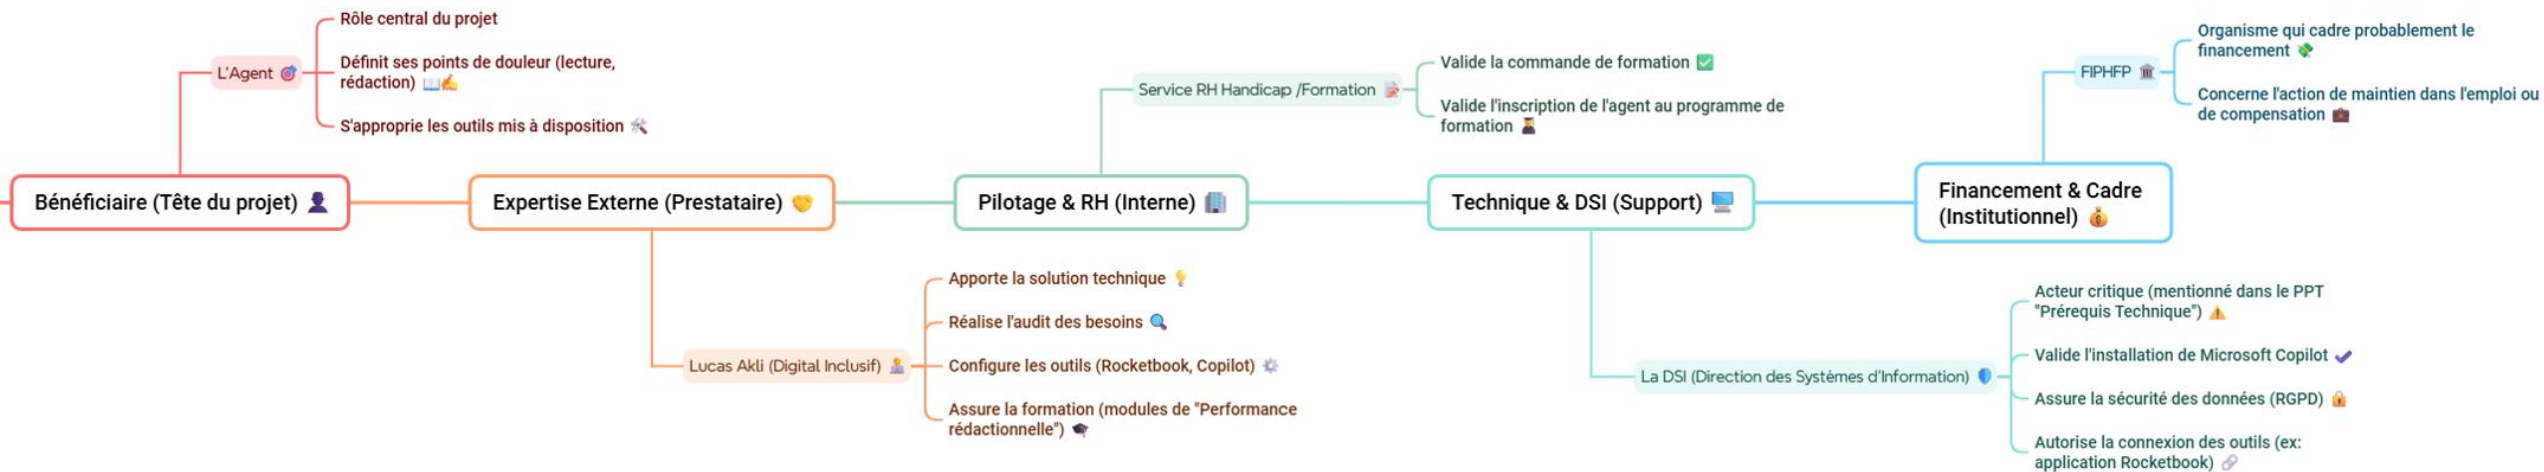 Bénéficiaire (Tête du projet)
L'Agent
Rôle central du projet
Définit ses points de douleur (lecture,
rédaction)
S'approprie les outils mis à disposition
Expertise Externe (Prestataire)
Lucas Akli (Digital Inclusif)
Apporte la solution technique
Réalise l'audit des besoins
Configure les outils (Rocketbook, Copilot)
Assure la formation (modules de "Performance
rédactionnelle")
Pilotage & RH (Interne)
Service RH Handicap /Formation
Valide la commande de formation
Valide l'inscription de l'agent au programme de
formation
Technique & DSI (Support)
La DSI (Direction des Systèmes d'Information)
Acteur critique (mentionné dans le PPT
"Prérequis Technique")
Valide l'installation de Microsoft Copilot
Assure la sécurité des données (RGPD)
Autorise la connexion des outils (ex:
application Rocketbook)
Financement & Cadre
(Institutionnel)
FIPHFP
Organisme qui cadre probablement le
financement
Concerne l'action de maintien dans l'emploi ou
de compensation